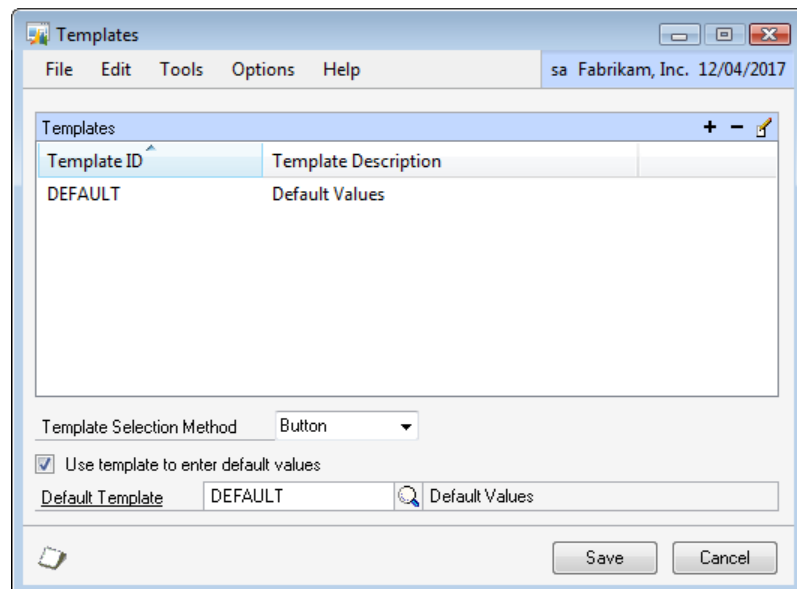 Templates
File Edit Tools Options Help sa Fabrikam, Inc. 12/04/2017
Templates
Template ID Template Description
DEFAULT Default Values
Template Selection Method Button
Use template to enter default values
Default Template DEFAULT Default Values
Save Cancel